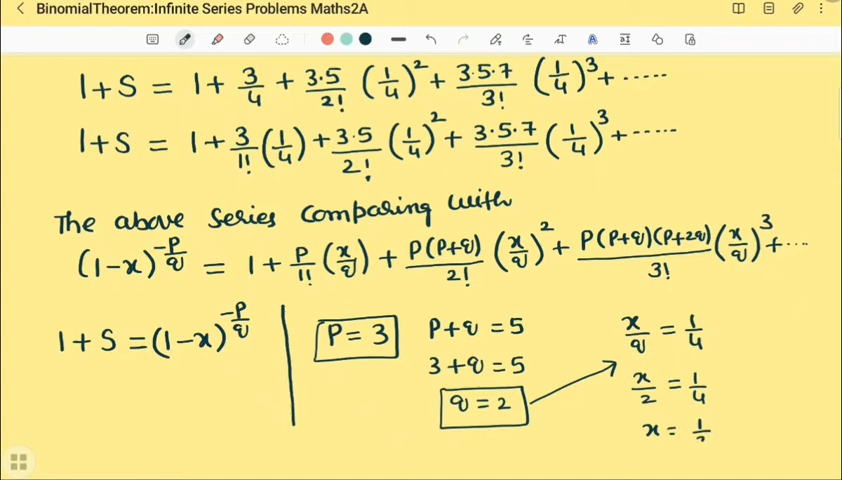 BinomialTheorem:Infinite Series Problems Maths2A
1+S = 1 + 3/4 + 3·5/2! (1/4)² + 3·5·7/3! (1/4)³ + .....
1+S = 1 + 3/1! (1/4) + 3·5/2! (1/4)² + 3·5·7/3! (1/4)³ + .....
The above series comparing with
(1-x)^(-p/q) = 1 + p/1! (x/q) + p(p+q)/2! (x/q)² + p(p+q)(p+2q)/3! (x/q)³ + ...
1+S = (1-x)^(-p/q)
p = 3
p+q = 5
3+q = 5
q = 2
x/q = 1/4
x/2 = 1/4
x =